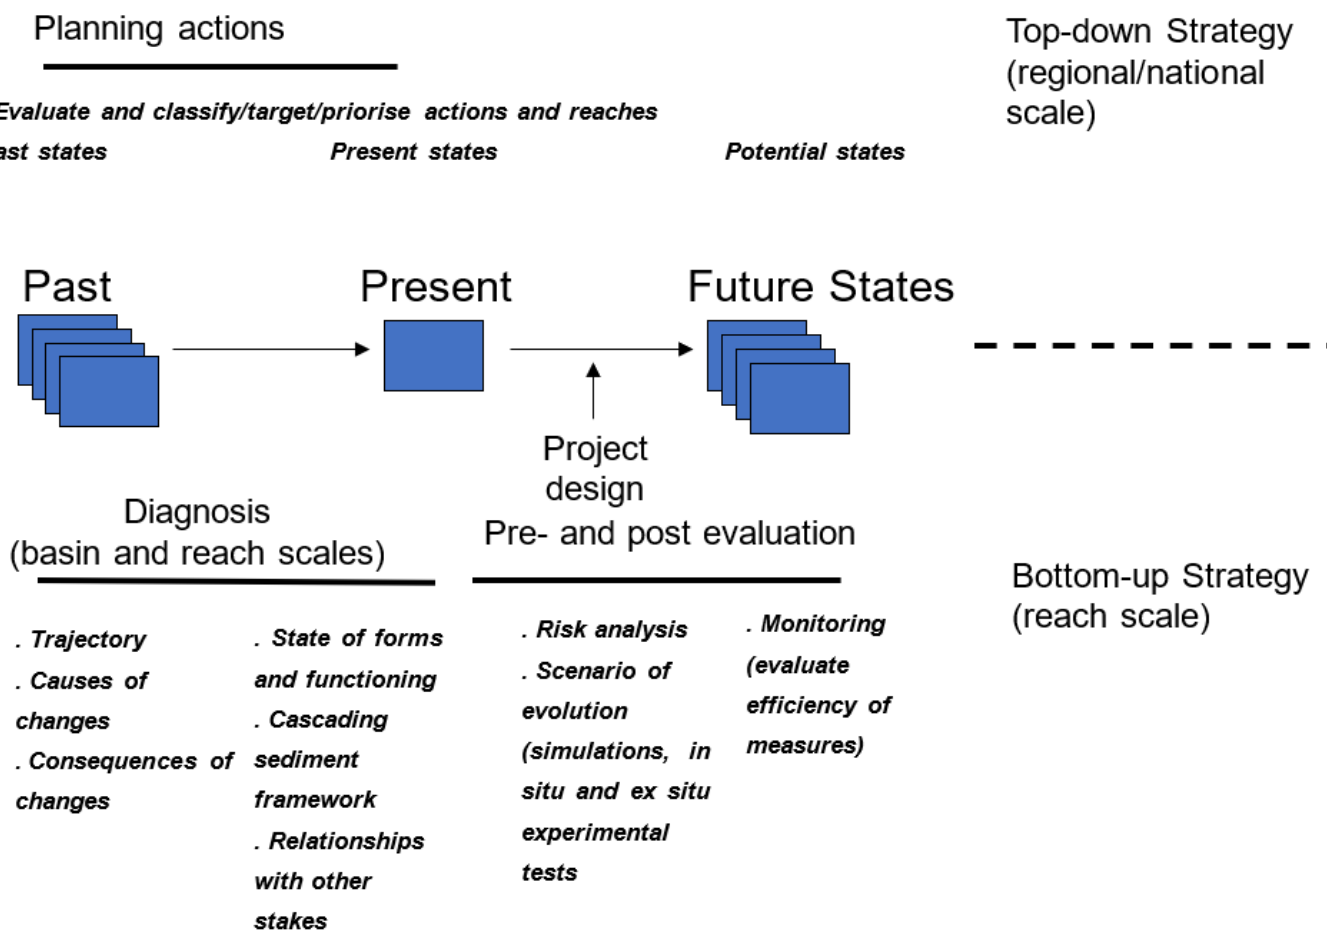 Planning actions
Top-down Strategy
(regional/national
scale)
Evaluate and classify/target/priorise actions and reaches
ast states
Present states
Potential states
Past
Present
Future States
Project
design
Diagnosis
(basin and reach scales)
Pre- and post evaluation
Bottom-up Strategy
(reach scale)
. Trajectory
. Causes of
changes
. Consequences of
changes
. State of forms
and functioning
. Cascading
sediment
framework
. Relationships
with other
stakes
. Risk analysis
. Scenario of
evolution
(simulations, in
situ and ex situ
experimental
tests
. Monitoring
(evaluate
efficiency of
measures)